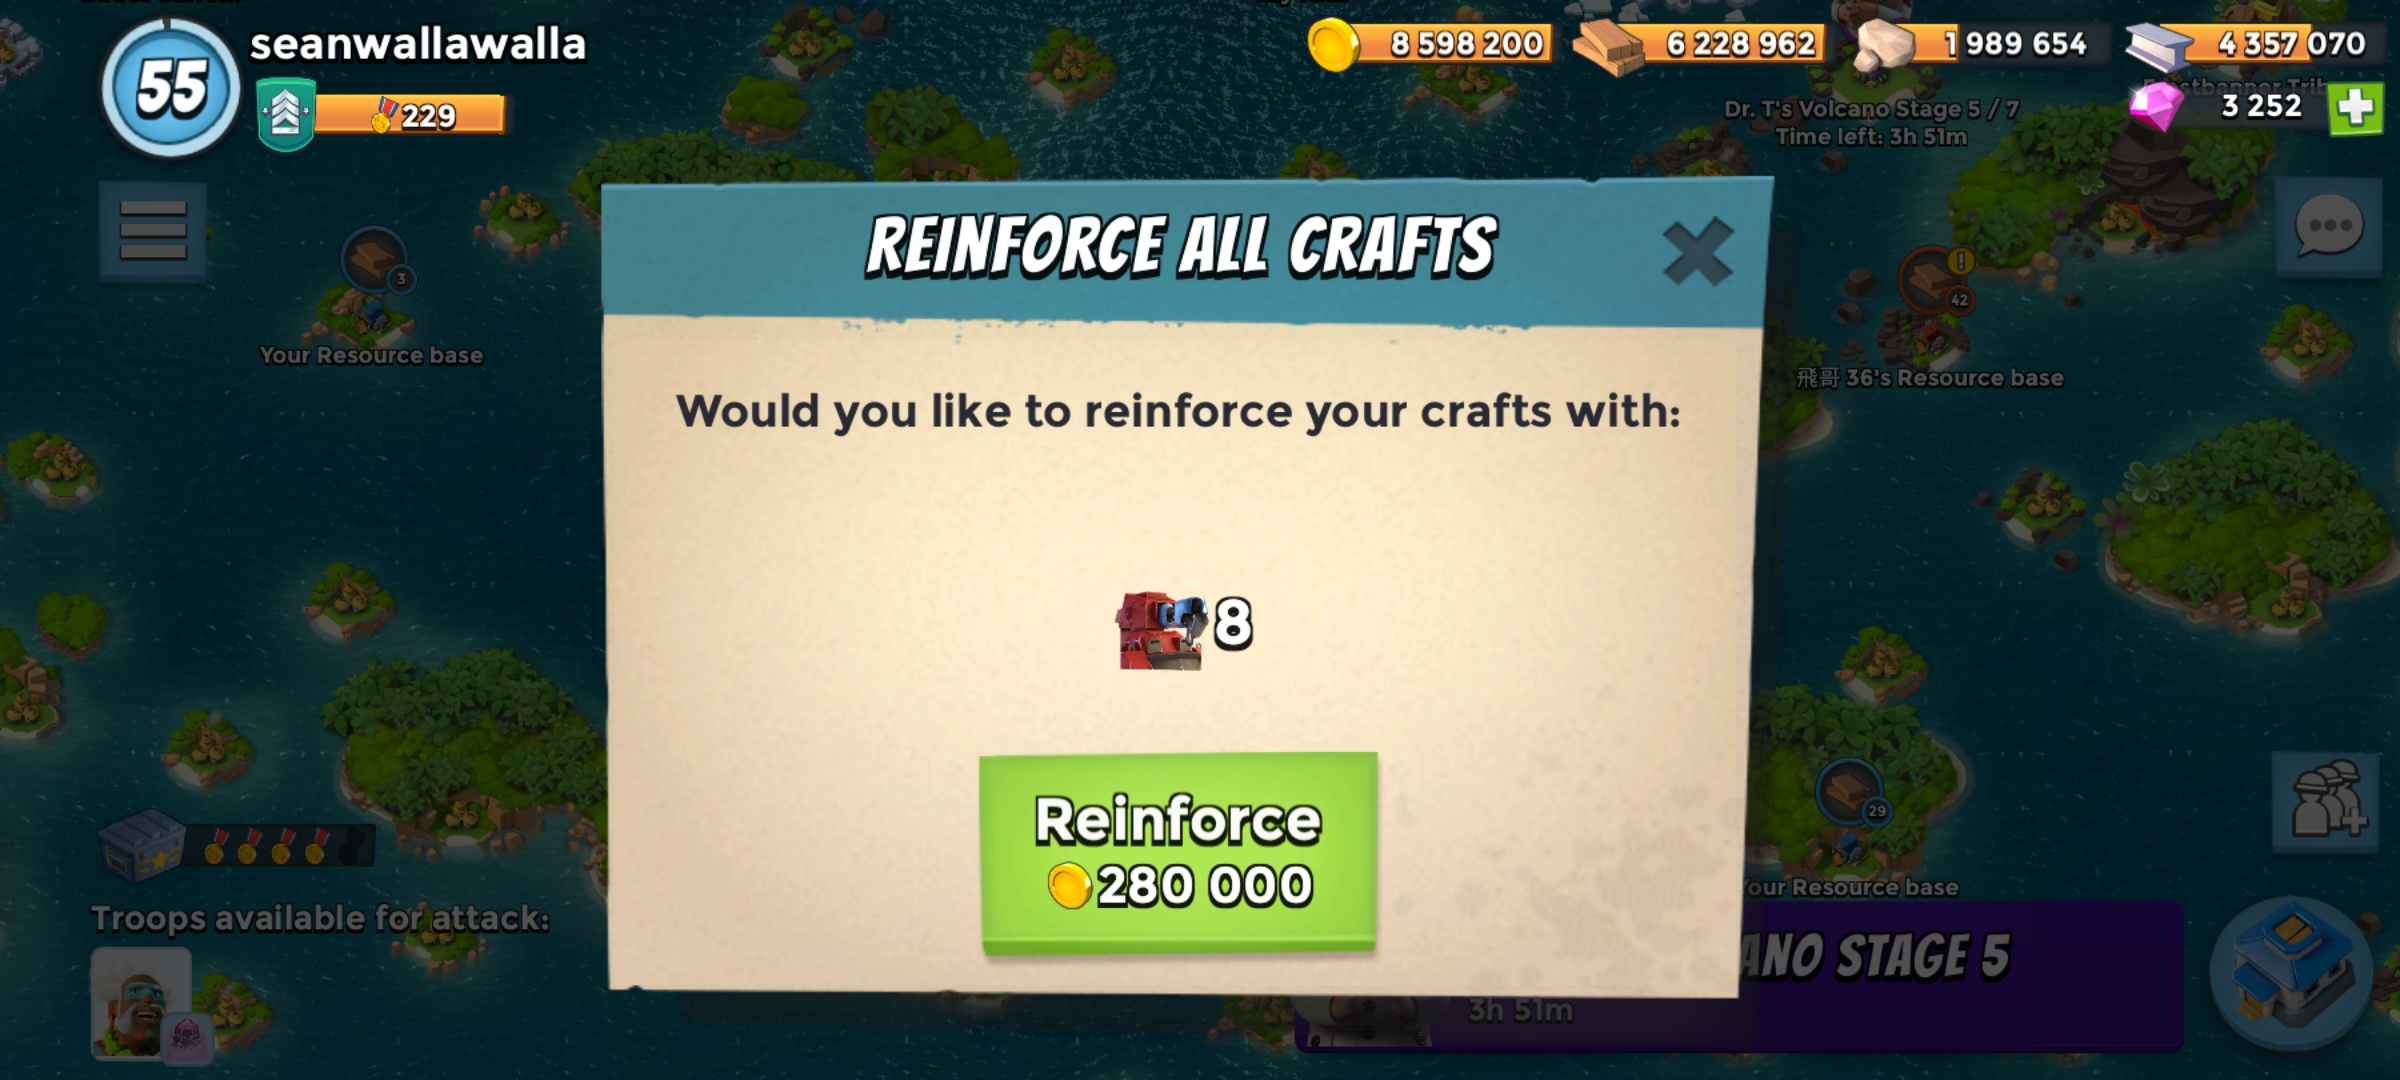 55
seanwallawalla
229
8 598 200
6 228 962
1 989 654
4 357 070
3 252
Dr. T's Volcano Stage 5 / 7
Time left: 3h 51m
3
Your Resource base
42
飛哥 36's Resource base
REINFORCE ALL CRAFTS
Would you like to reinforce your crafts with:
8
Reinforce
280 000
29
Your Resource base
Troops available for attack:
ANO STAGE 5
3h 51m